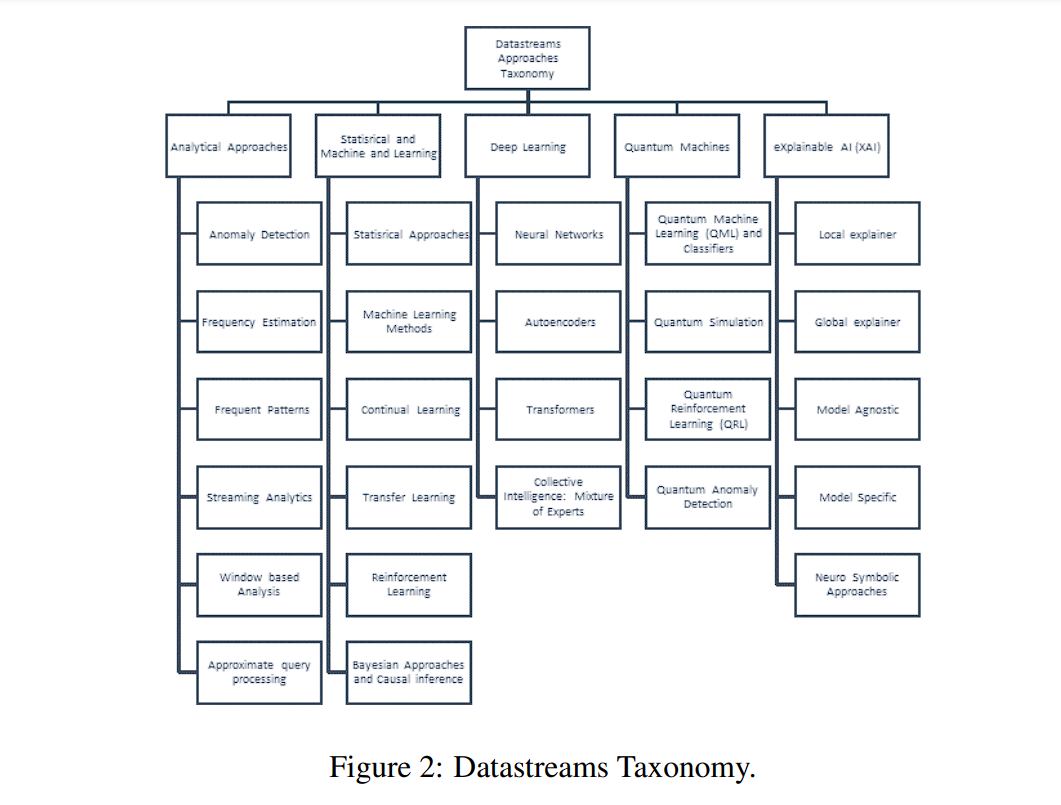 Datastreams
Approaches
Taxonomy
Analytical Approaches
Statisrical and
Machine and Learning
Deep Learning
Quantum Machines
eXplainable AI (XAI)
Anomaly Detection
Statisrical Approaches
Neural Networks
Quantum Machine
Learning (QML) and
Classifiers
Local explainer
Frequency Estimation
Machine Learning
Methods
Autoencoders
Quantum Simulation
Global explainer
Frequent Patterns
Continual Learning
Transformers
Quantum
Reinforcement
Learning (QRL)
Model Agnostic
Streaming Analytics
Transfer Learning
Collective
Intelligence: Mixture
of Experts
Quantum Anomaly
Detection
Model Specific
Window based
Analysis
Reinforcement
Learning
Neuro Symbolic
Approaches
Approximate query
processing
Bayesian Approaches
and Causal inference
Figure 2: Datastreams Taxonomy.